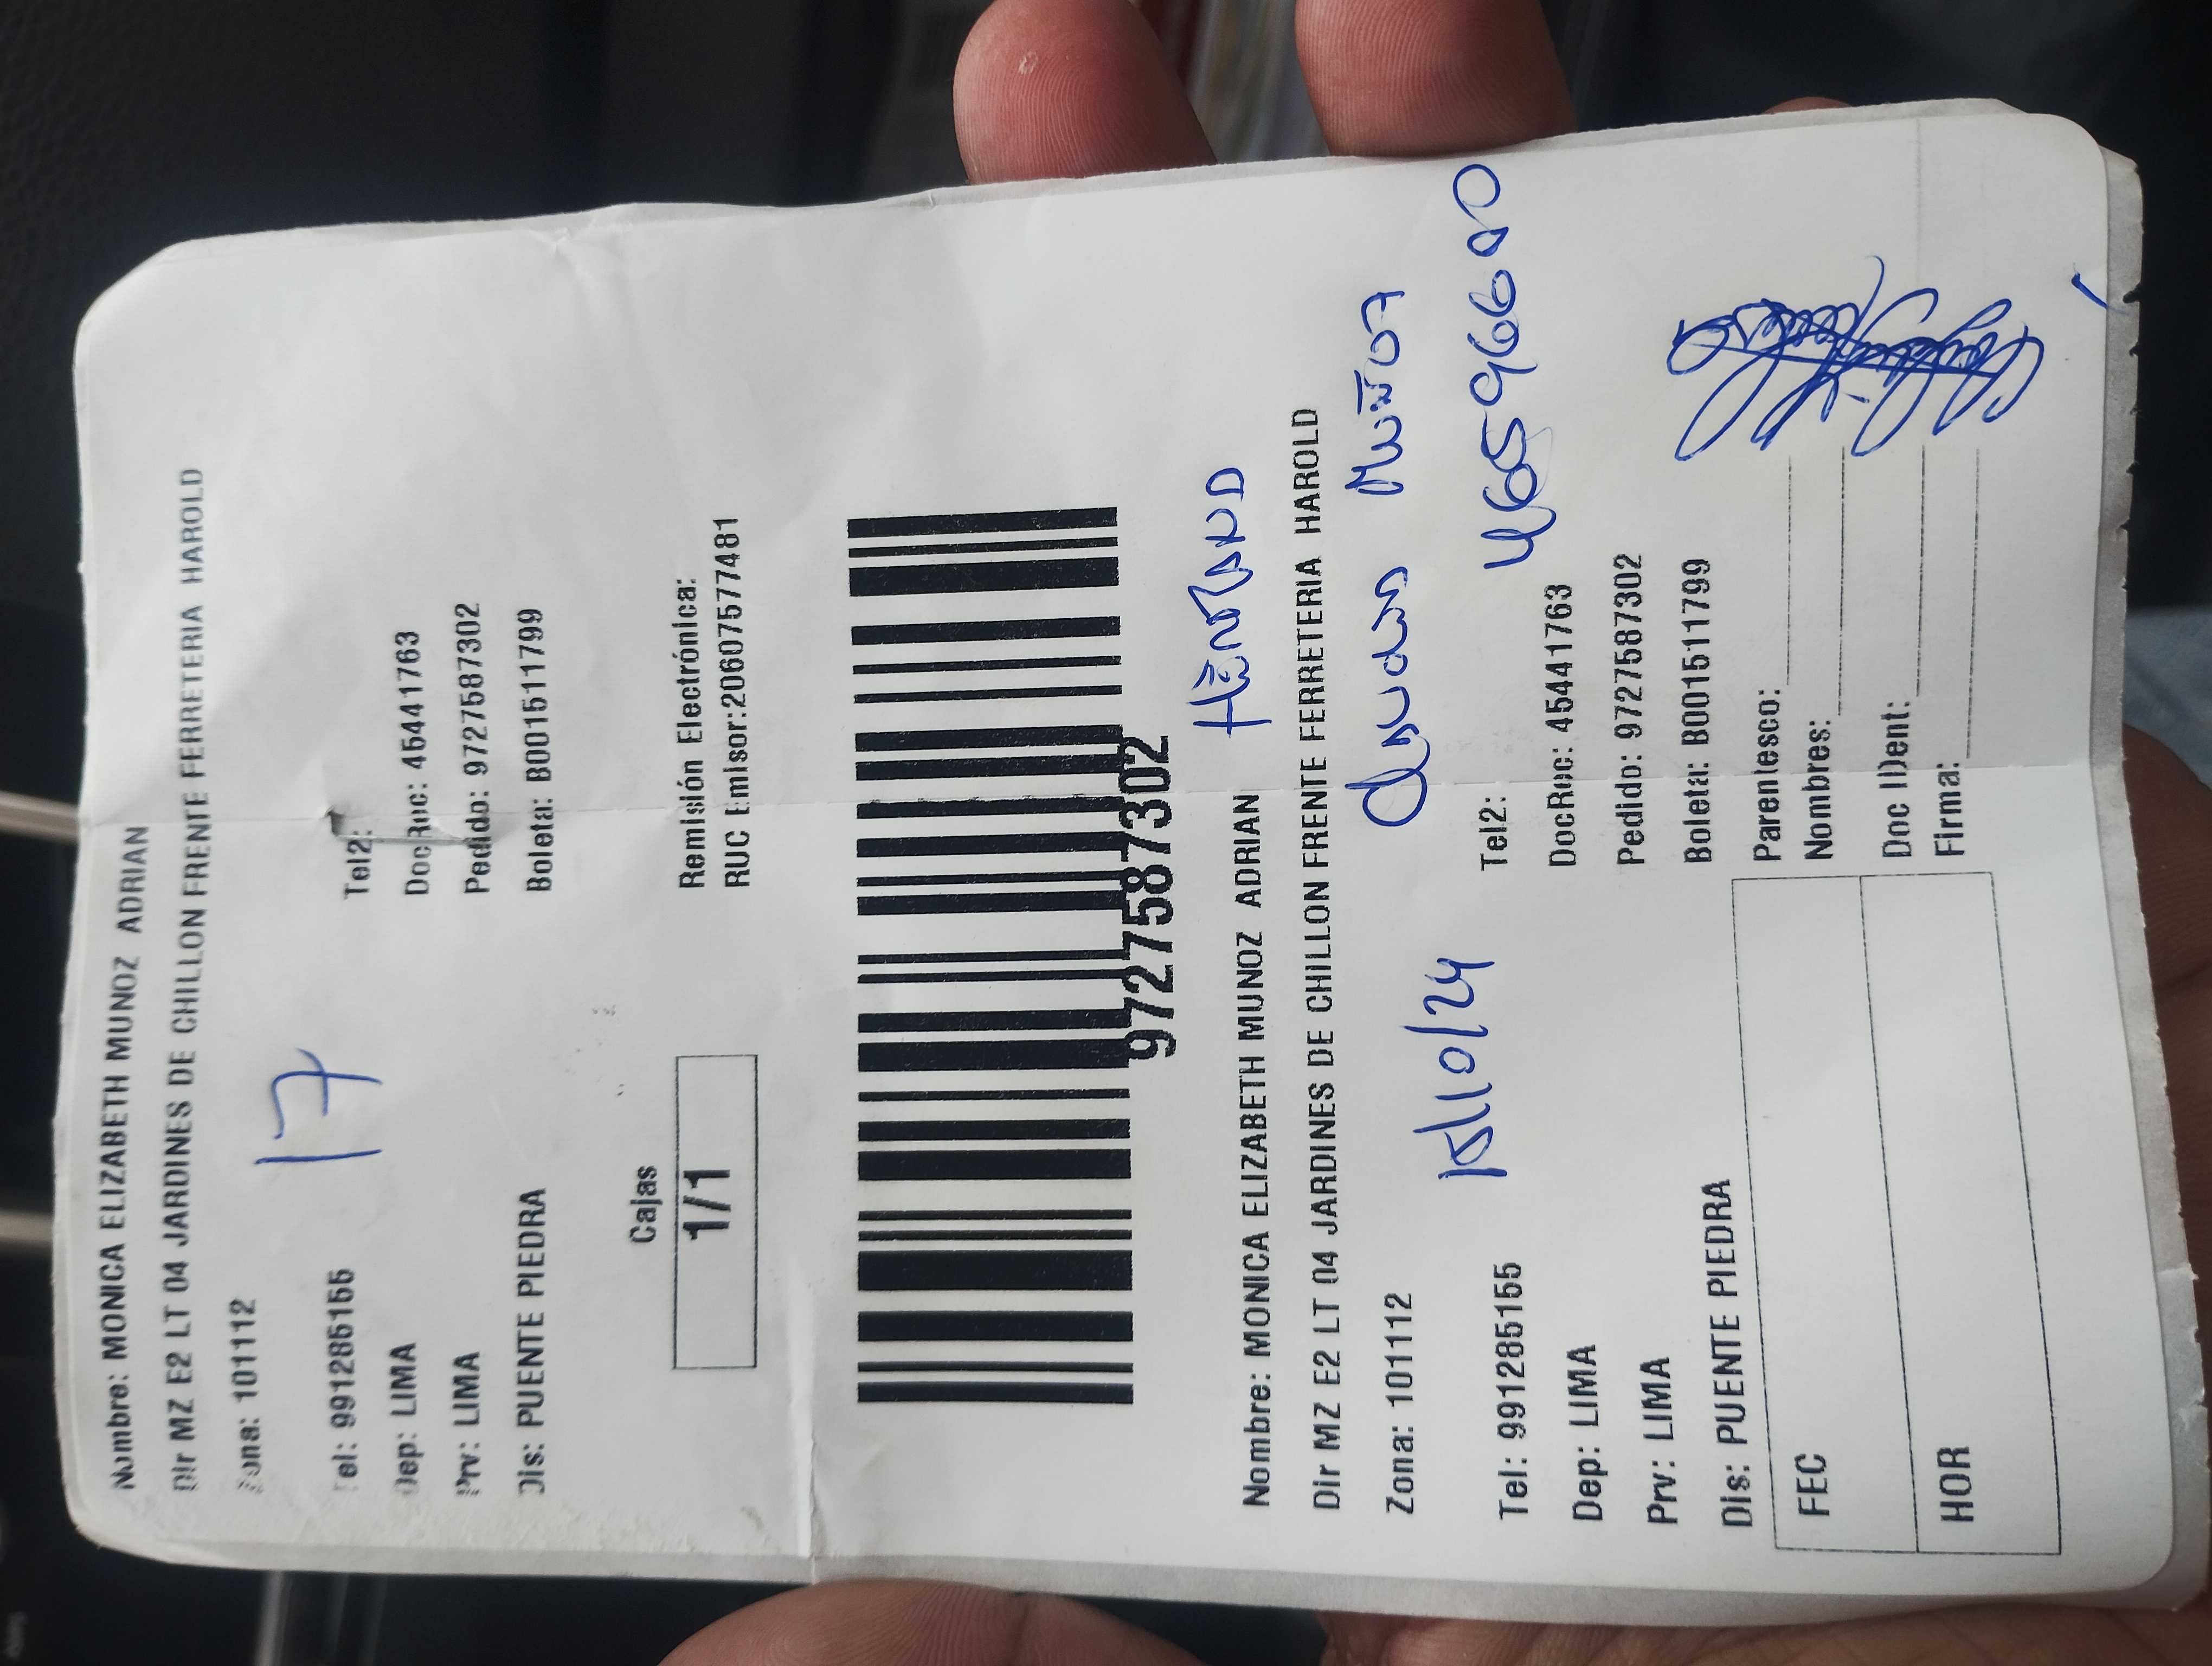 Nombre: MONICA ELIZABETH MUNOZ ADRIAN
Dir MZ E2 LT 04 JARDINES DE CHILLON FRENTE FERRETERIA HAROLD
Zona: 101112
17
Tel: 991285155 Tel2:
Dep: LIMA DocRuc: 45441763
Prv: LIMA Pedido: 9727587302
Dis: PUENTE PIEDRA Boleta: B001511799
Cajas
1/1
Remisión Electrónica:
RUC Emisor:20607577481
9727587302
HERMANO
Nombre: MONICA ELIZABETH MUNOZ ADRIAN
Dir MZ E2 LT 04 JARDINES DE CHILLON FRENTE FERRETERIA HAROLD
Muñoz
Zona: 101112
15/10/24
Tel: 991285155 Tel2:
Dep: LIMA DocRuc: 45441763
Prv: LIMA Pedido: 9727587302
Dis: PUENTE PIEDRA Boleta: B001511799
FEC
HOR
Parentesco:
Nombres:
Doc IDent:
Firma: